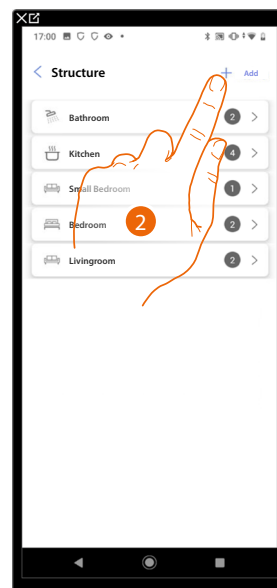 17:00
Structure
Add
Bathroom 2
Kitchen 4
Small Bedroom 1
Bedroom 2
2
Livingroom 2